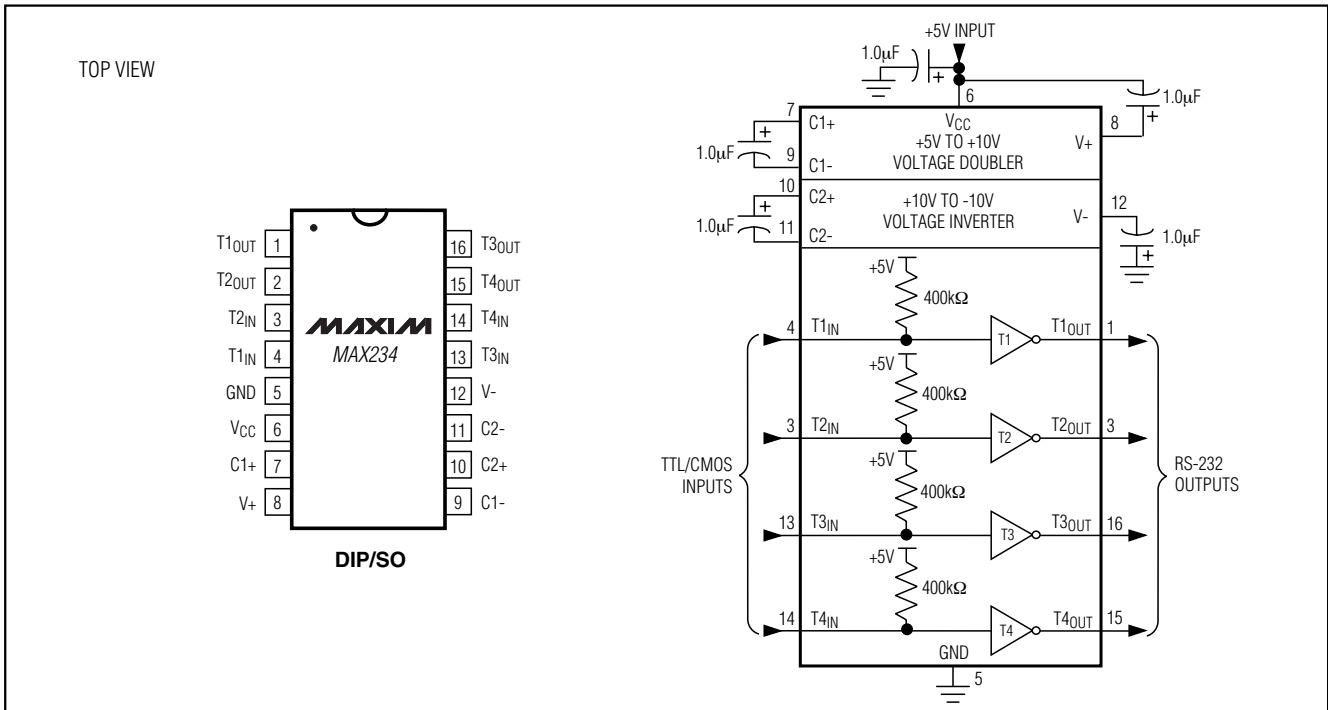 TOP VIEW
T1OUT 1
T2OUT 2
T2IN 3
T1IN 4
GND 5
VCC 6
C1+ 7
V+ 8
16 T3OUT
15 T4OUT
14 T4IN
13 T3IN
12 V-
11 C2-
10 C2+
9 C1-
MAXIM
MAX234
DIP/SO
+5V INPUT
1.0µF
+
6
1.0µF
+
7
C1+
VCC
+5V TO +10V
VOLTAGE DOUBLER
V+
8
1.0µF
+
9
C1-
10
C2+
+10V TO -10V
VOLTAGE INVERTER
V-
12
1.0µF
+
11
C2-
1.0µF
+
+5V
400kΩ
4
T1IN
T1
T1OUT
1
+5V
400kΩ
3
T2IN
T2
T2OUT
3
+5V
400kΩ
TTL/CMOS
INPUTS
RS-232
OUTPUTS
13
T3IN
T3
T3OUT
16
+5V
400kΩ
14
T4IN
T4
T4OUT
15
GND
5